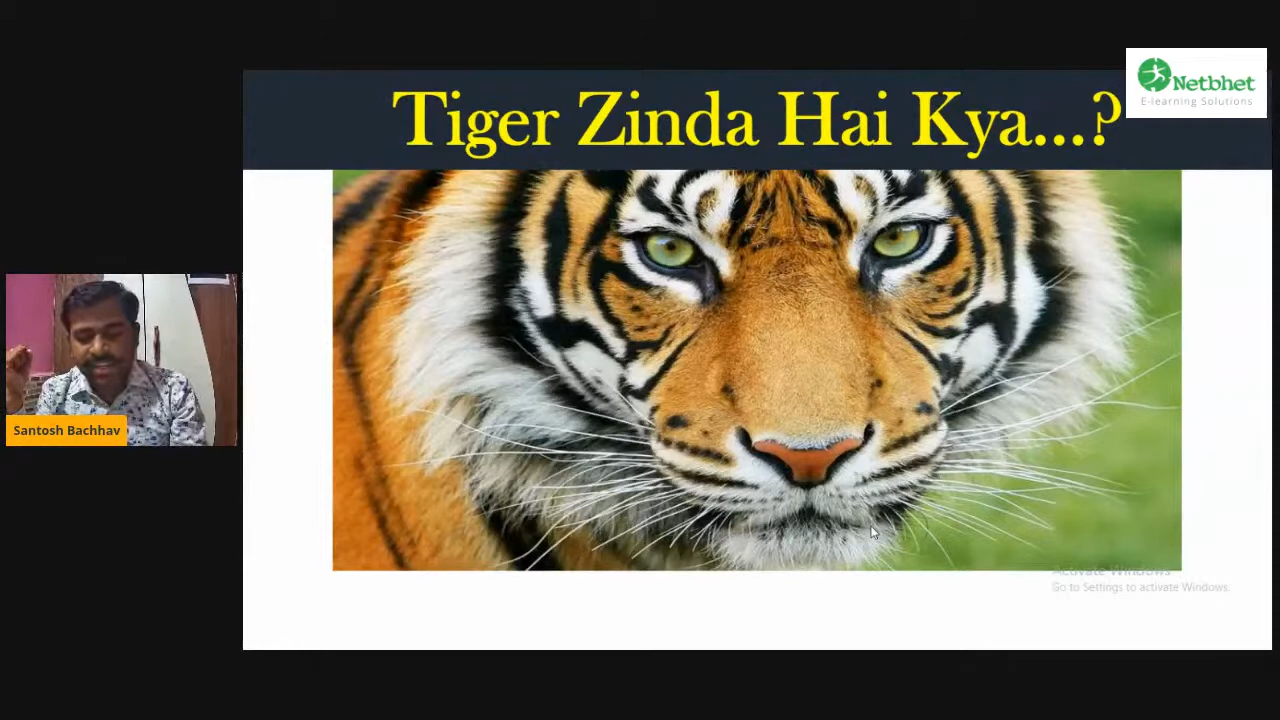 Tiger Zinda Hai Kya...?
Netbhet
E-learning Solutions
Santosh Bachhav
Activate Windows
Go to Settings to activate Windows.